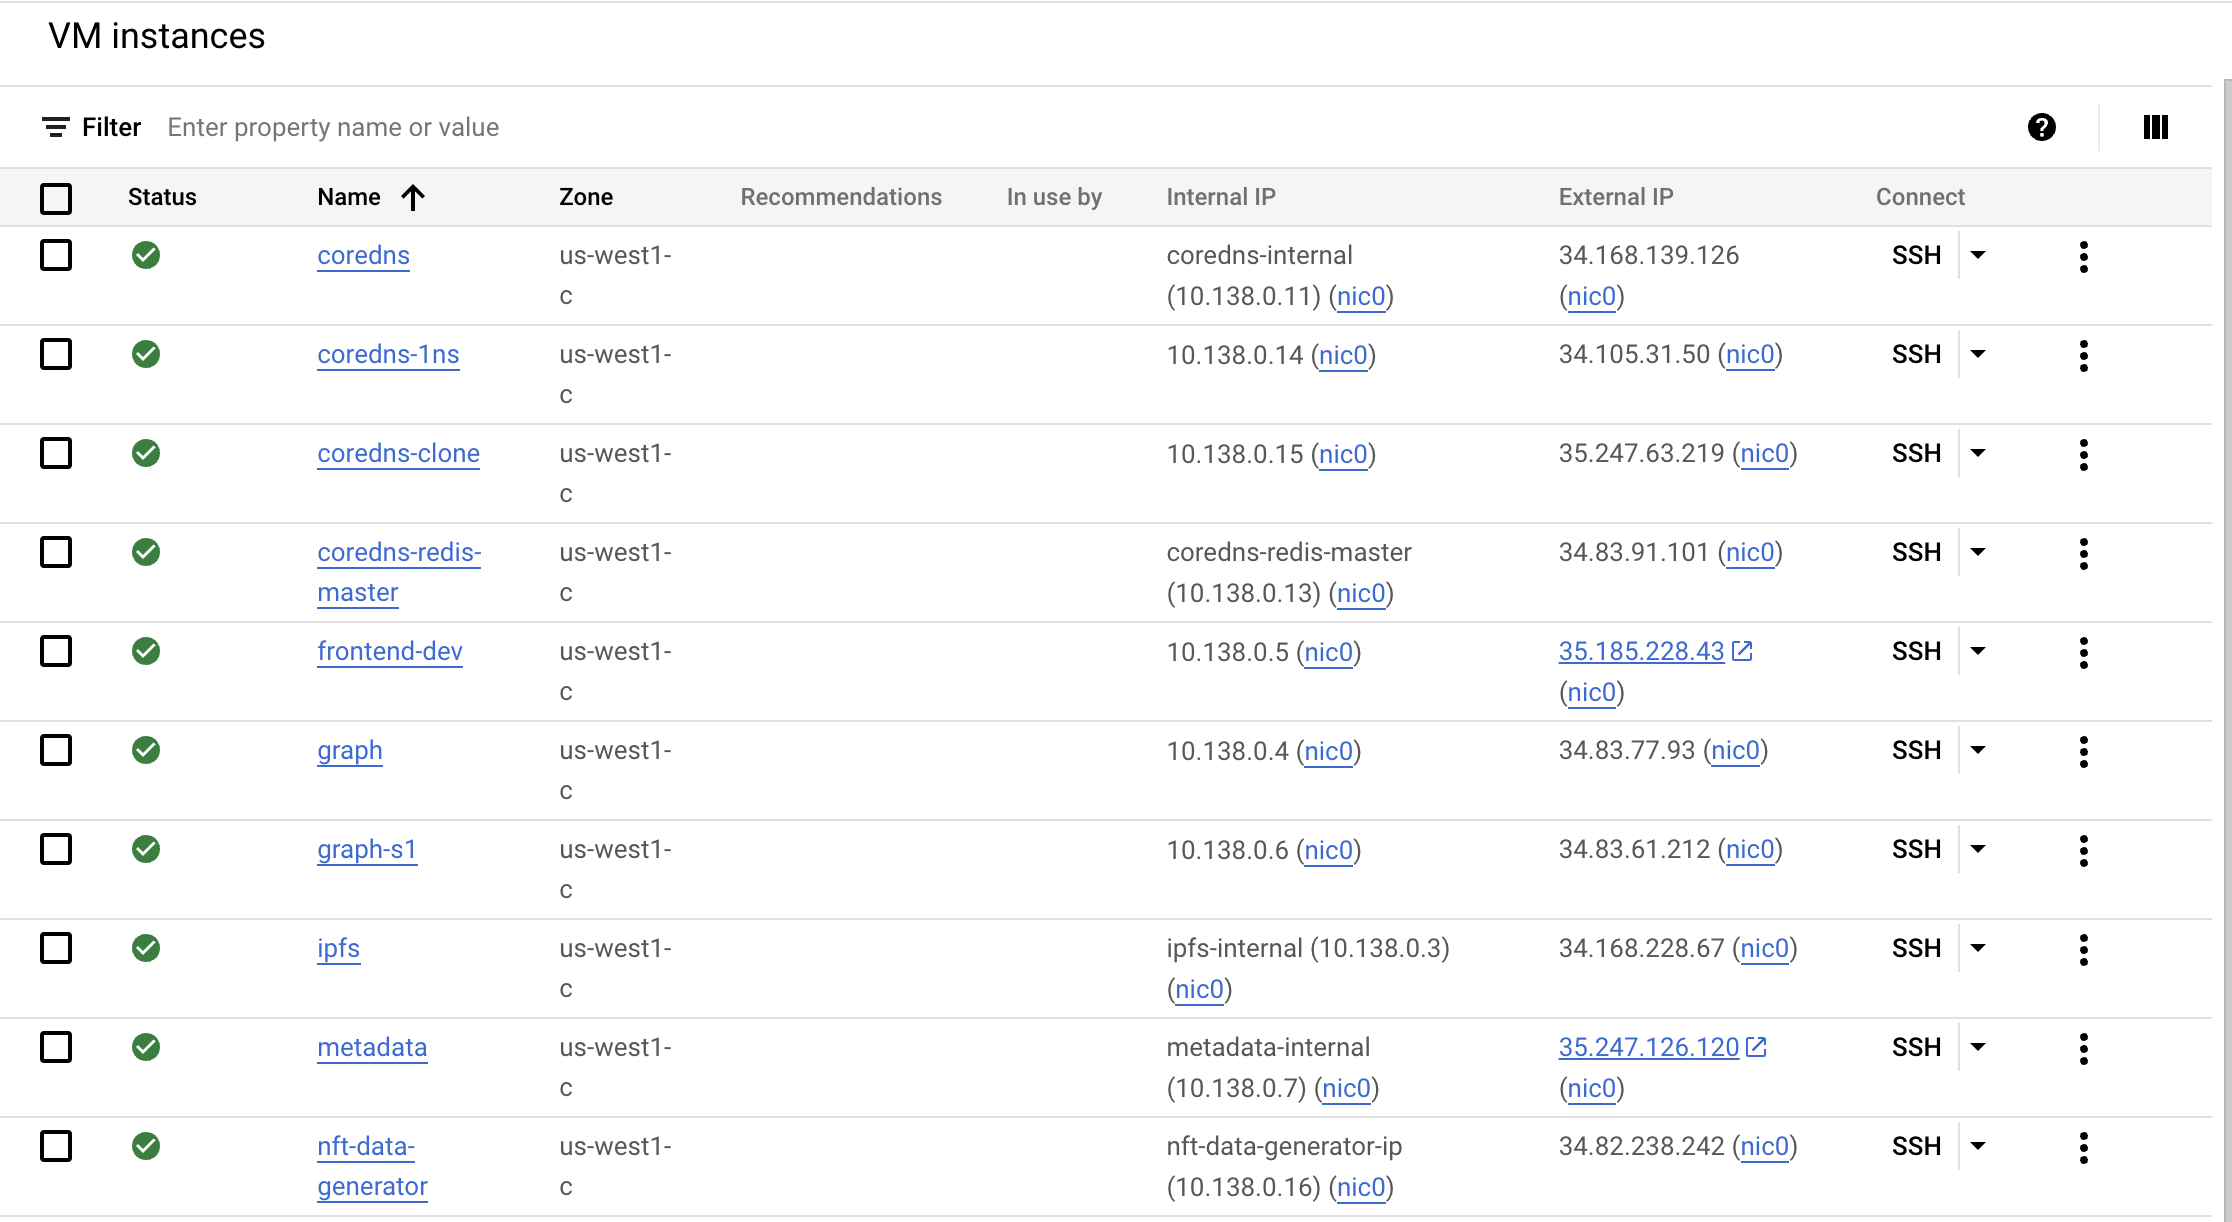 VM instances
Filter Enter property name or value
Status Name Zone Recommendations In use by Internal IP External IP Connect
coredns us-west1- coredns-internal 34.168.139.126 SSH
c (10.138.0.11) (nic0) (nic0)
coredns-1ns us-west1- 10.138.0.14 (nic0) 34.105.31.50 (nic0) SSH
c
coredns-clone us-west1- 10.138.0.15 (nic0) 35.247.63.219 (nic0) SSH
c
coredns-redis- us-west1- coredns-redis-master 34.83.91.101 (nic0) SSH
master c (10.138.0.13) (nic0)
frontend-dev us-west1- 10.138.0.5 (nic0) 35.185.228.43 SSH
c (nic0)
graph us-west1- 10.138.0.4 (nic0) 34.83.77.93 (nic0) SSH
c
graph-s1 us-west1- 10.138.0.6 (nic0) 34.83.61.212 (nic0) SSH
c
ipfs us-west1- ipfs-internal (10.138.0.3) 34.168.228.67 (nic0) SSH
c (nic0)
metadata us-west1- metadata-internal 35.247.126.120 SSH
c (10.138.0.7) (nic0) (nic0)
nft-data- us-west1- nft-data-generator-ip 34.82.238.242 (nic0) SSH
generator c (10.138.0.16) (nic0)